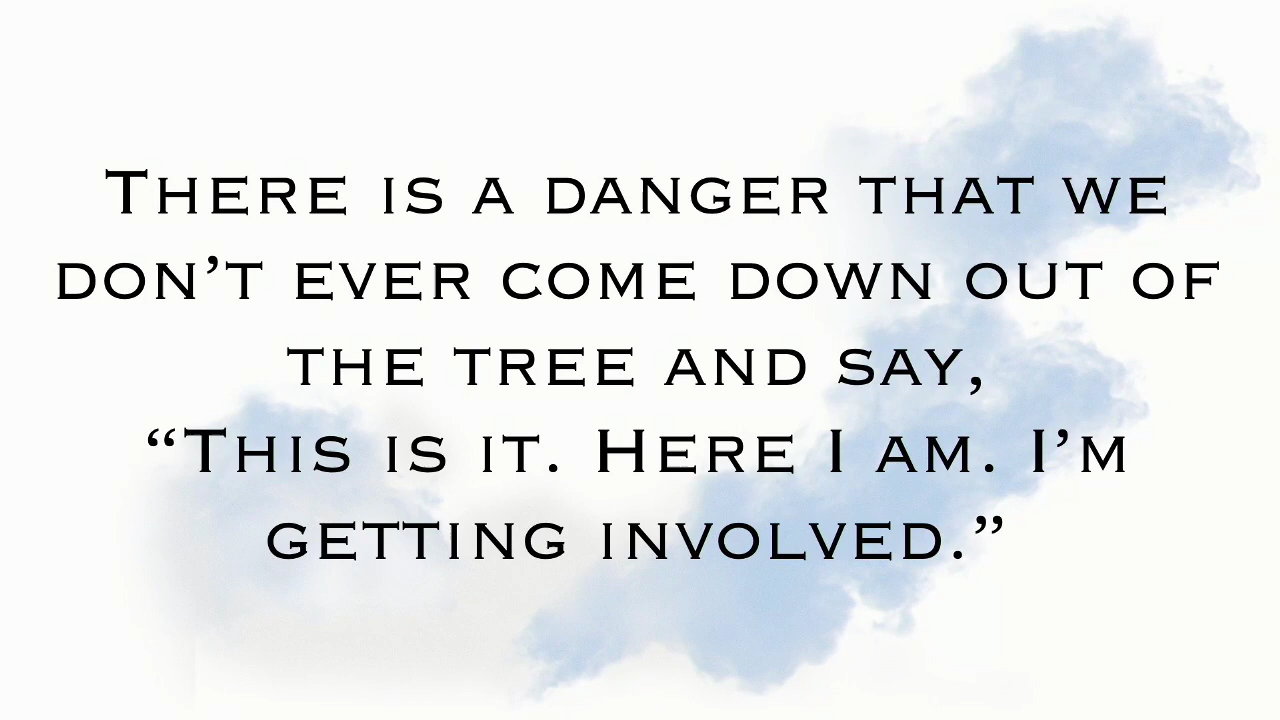 There is a danger that we
don’t ever come down out of
the tree and say,
“This is it. Here I am. I’m
getting involved.”